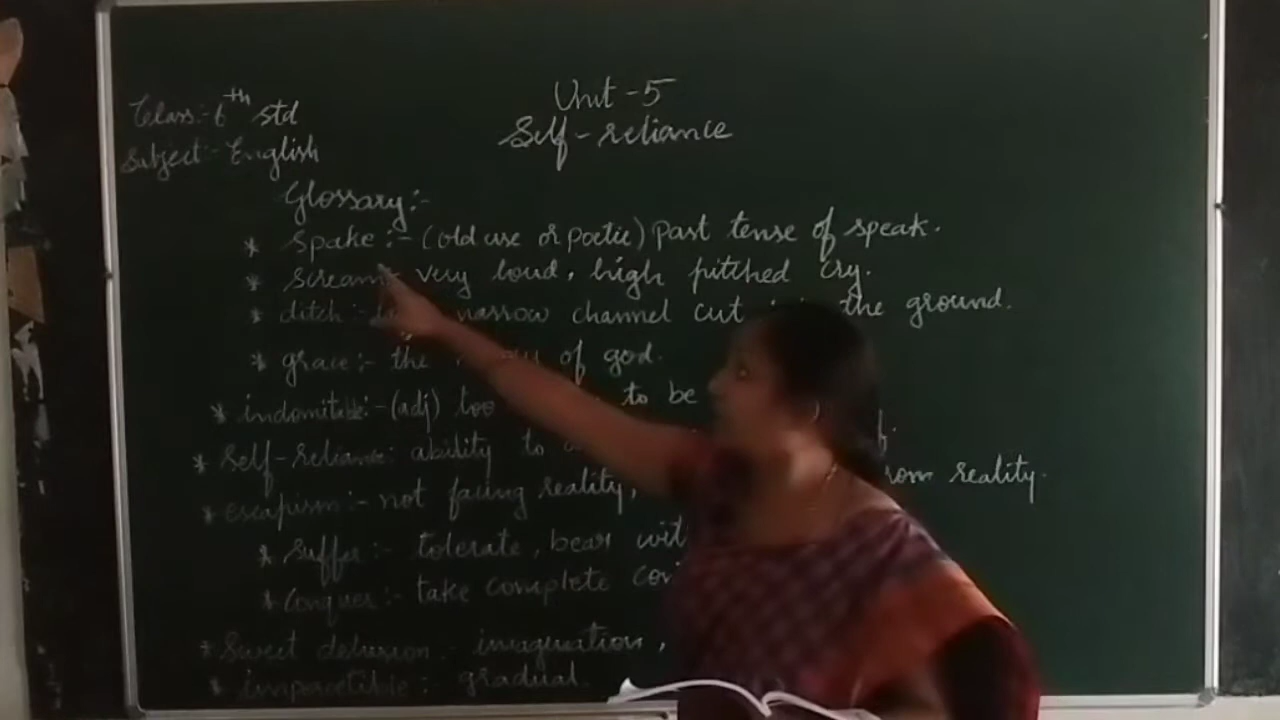 Unit - 5
Class:- 6th std
Self-reliance
Subject:- English
Glossary:-
* Spake:- (old use or poetic) past tense of speak.
* Scream- very loud, high pitched cry.
* ditch:- narrow channel cut the ground.
* grace:- the of god.
* indomitable:- (adj) too to be
* Self-reliance: ability to
* escapism:- not facing reality, from reality.
* Suffer:- tolerate, bear
* Conquer:- take complete
* Sweet delusion:- imagination,
* imperceptible:- gradual.